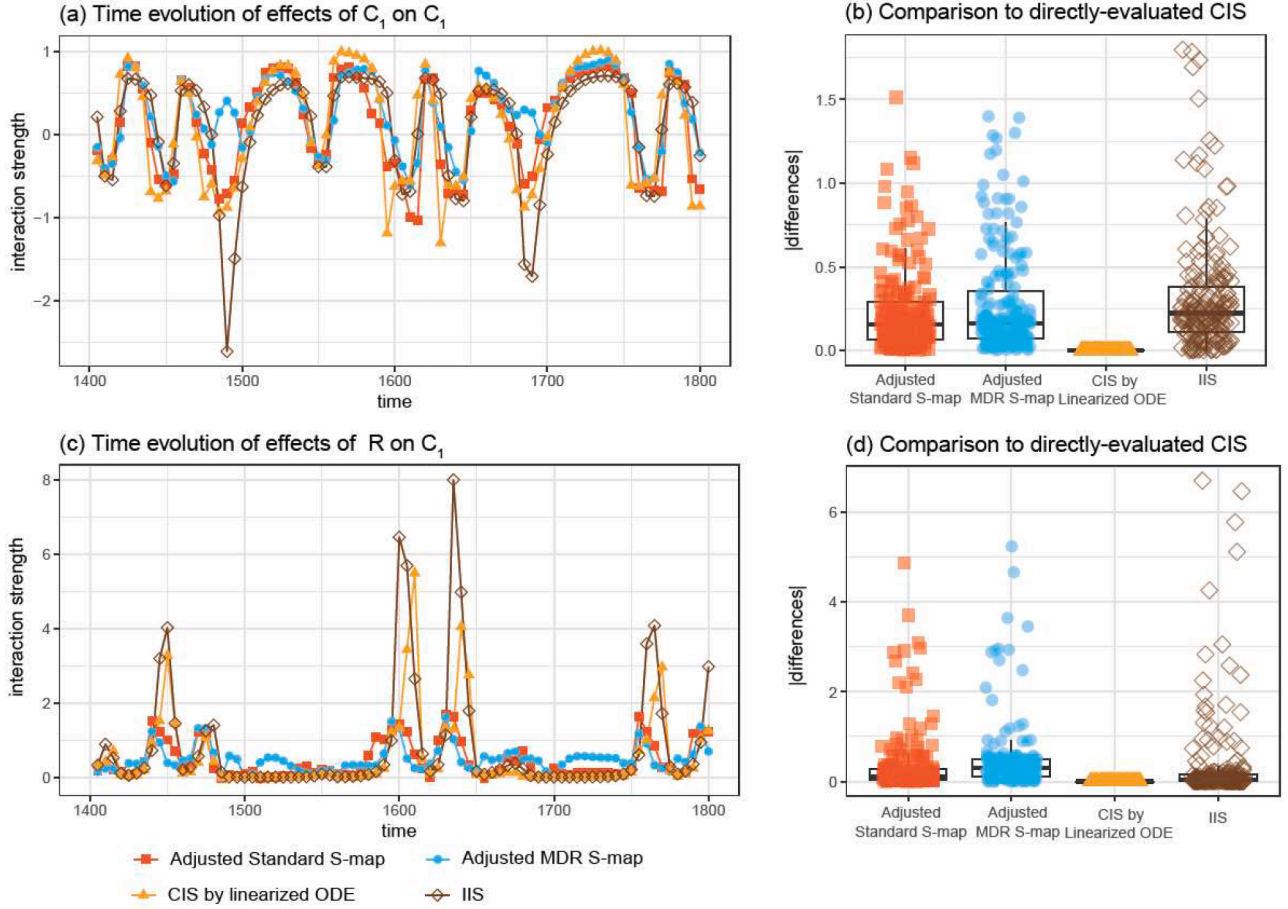 (a) Time evolution of effects of C₁ on C₁
interaction strength
1
0
−1
−2
1400
1500
1600
1700
1800
time
(b) Comparison to directly-evaluated CIS
|differences|
1.5
1.0
0.5
0.0
Adjusted
Standard S-map
Adjusted
MDR S-map
CIS by
Linearized ODE
IIS
(c) Time evolution of effects of R on C₁
interaction strength
8
6
4
2
0
1400
1500
1600
1700
1800
time
(d) Comparison to directly-evaluated CIS
|differences|
6
4
2
0
Adjusted
Standard S-map
Adjusted
MDR S-map
CIS by
Linearized ODE
IIS
Adjusted Standard S-map
Adjusted MDR S-map
CIS by linearized ODE
IIS